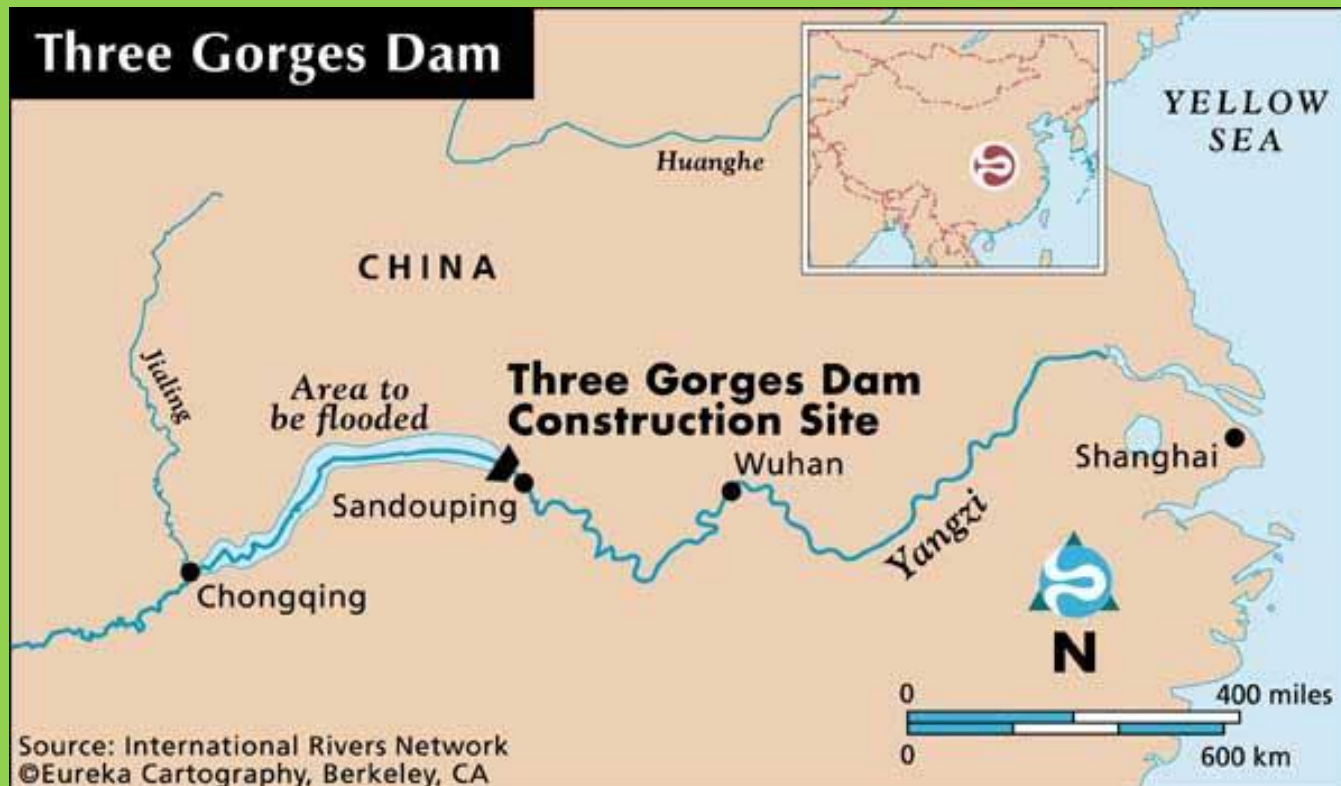 Three Gorges Dam
YELLOW
SEA
Huanghe
CHINA
Jialing
Area to
be flooded
Three Gorges Dam
Construction Site
Wuhan
Shanghai
Sandouping
Yangzi
Chongqing
N
0
400 miles
0
600 km
Source: International Rivers Network
©Eureka Cartography, Berkeley, CA